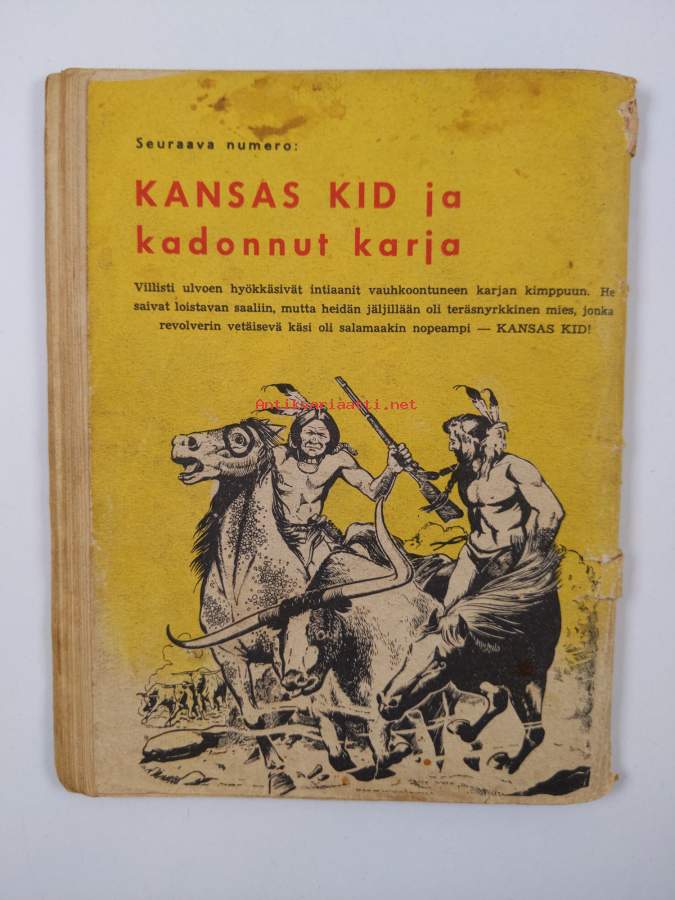 Seuraava numero:
KANSAS KID ja
kadonnut karja
Villisti ulvoen hyökkäsivät intiaanit vauhkoontuneen karjan kimppuun. He
saivat loistavan saaliin, mutta heidän jäljillään oli teräsnyrkkinen mies, jonka
revolverin vetäisevä käsi oli salamaakin nopeampi — KANSAS KID!
Antikvariaatti.net